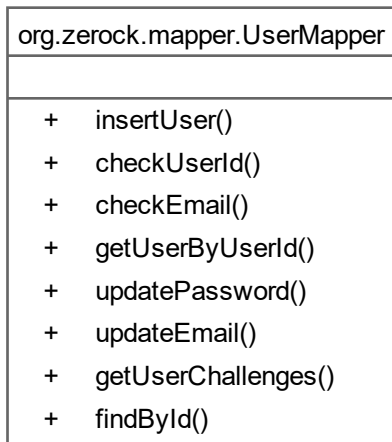 org.zerock.mapper.UserMapper
+ insertUser()
+ checkUserId()
+ checkEmail()
+ getUserByUserId()
+ updatePassword()
+ updateEmail()
+ getUserChallenges()
+ findById()